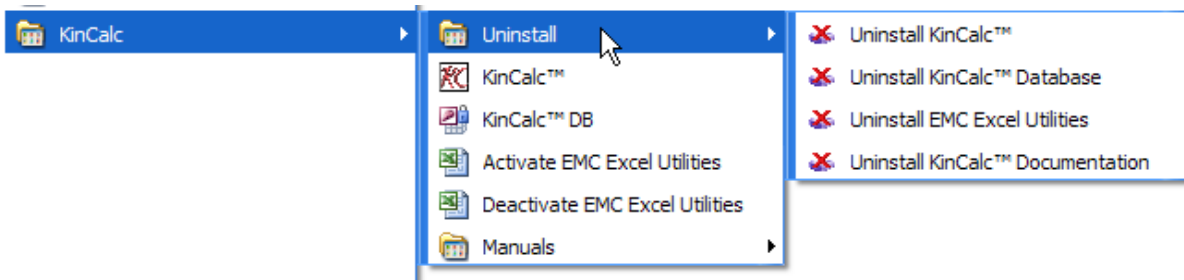 KinCalc
Uninstall
KinCalc™
KinCalc™ DB
Activate EMC Excel Utilities
Deactivate EMC Excel Utilities
Manuals
Uninstall KinCalc™
Uninstall KinCalc™ Database
Uninstall EMC Excel Utilities
Uninstall KinCalc™ Documentation